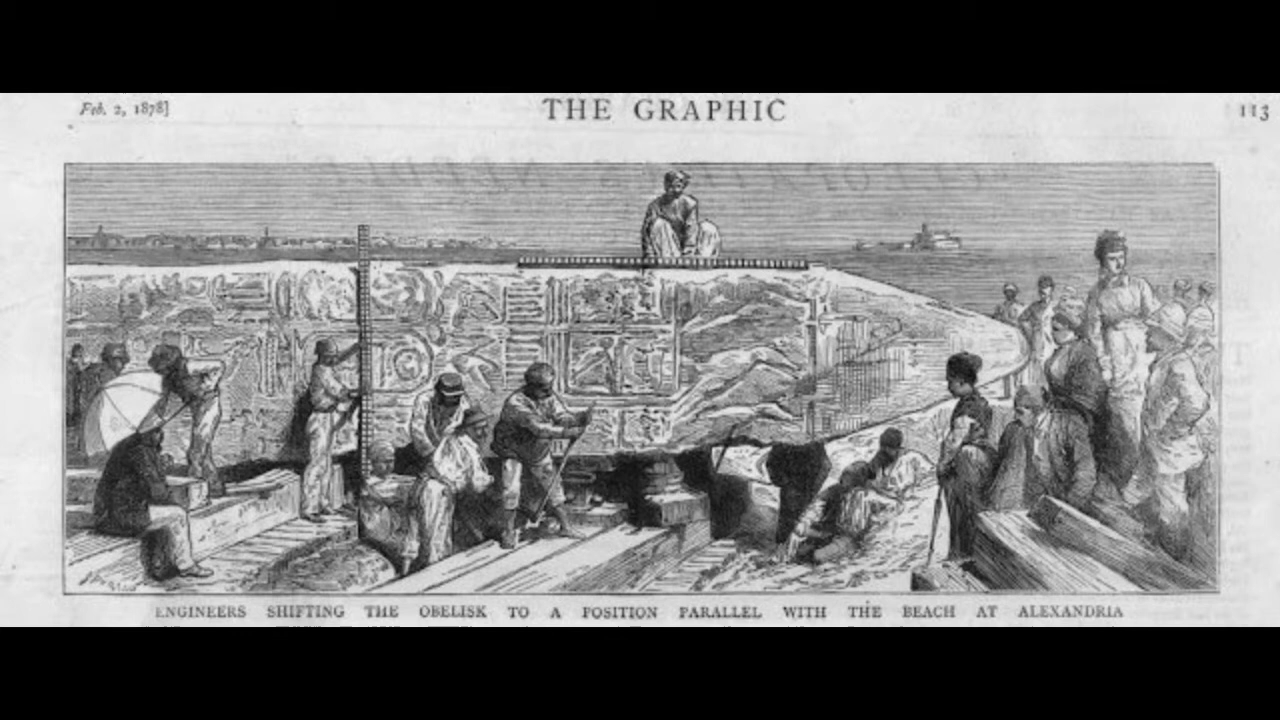 Feb. 2, 1878]
THE GRAPHIC
113
ENGINEERS SHIFTING THE OBELISK TO A POSITION PARALLEL WITH THE BEACH AT ALEXANDRIA